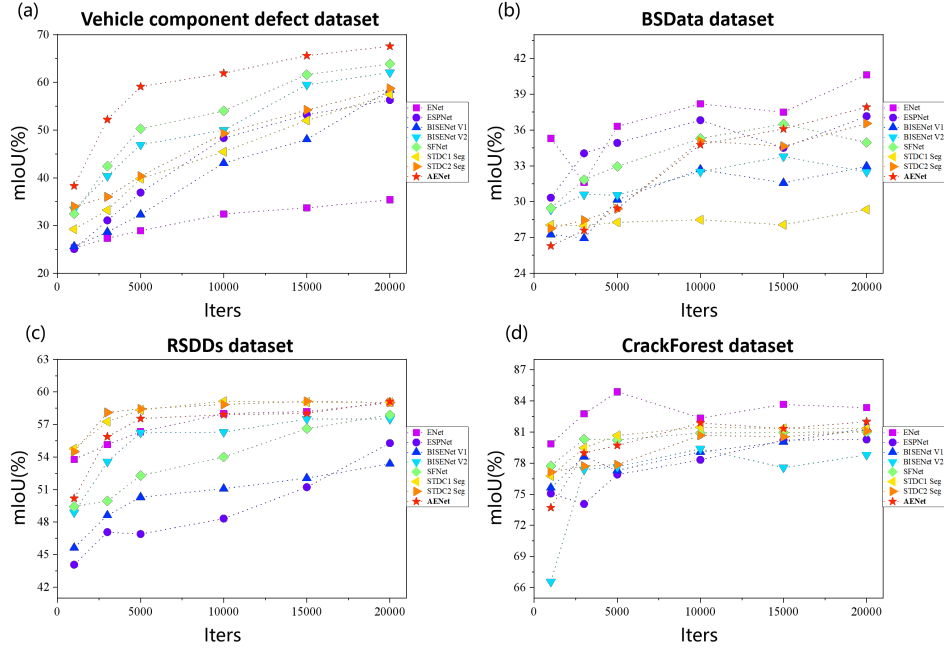 (a)
Vehicle component defect dataset
70
60
50
40
30
20
mIoU(%)
0
5000
10000
15000
20000
Iters
ENet
ESPNet
BISENet V1
BISENet V2
SFNet
STDC1 Seg
STDC2 Seg
AENet
(b)
BSData dataset
42
39
36
33
30
27
24
mIoU(%)
0
5000
10000
15000
20000
Iters
ENet
ESPNet
BISENet V1
BISENet V2
SFNet
STDC1 Seg
STDC2 Seg
AENet
(c)
RSDDs dataset
63
60
57
54
51
48
45
42
mIoU(%)
0
5000
10000
15000
20000
Iters
ENet
ESPNet
BISENet V1
BISENet V2
SFNet
STDC1 Seg
STDC2 Seg
AENet
(d)
CrackForest dataset
87
84
81
78
75
72
69
66
mIoU(%)
0
5000
10000
15000
20000
Iters
ENet
ESPNet
BISENet V1
BISENet V2
SFNet
STDC1 Seg
STDC2 Seg
AENet